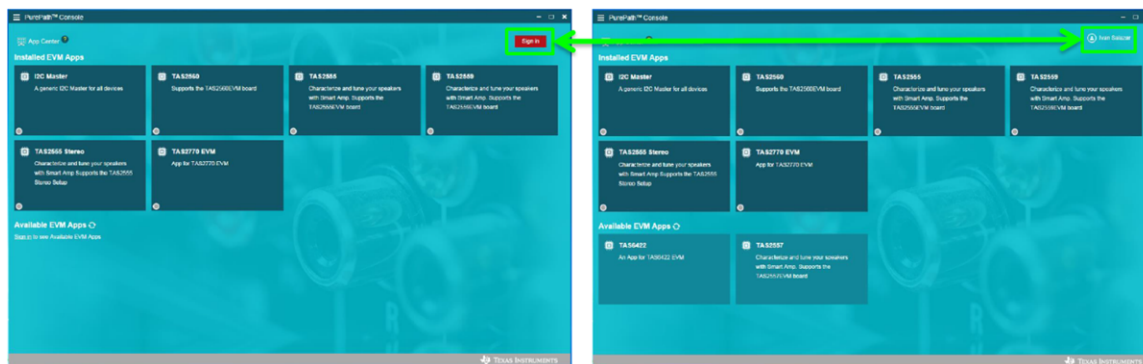 PurePath™ Console
App Center
Sign in
Installed EVM Apps
I2C Master
A generic I2C Master for all devices
TAS2560
Supports the TAS2560EVM board
TAS2555
Characterize and tune your speakers
with Smart Amp. Supports the
TAS2555EVM board
TAS2559
Characterize and tune your speakers
with Smart Amp. Supports the
TAS2559EVM board
TAS2555 Stereo
Characterize and tune your speakers
with Smart Amp Supports the TAS2555
Stereo Setup
TAS2770 EVM
App for TAS2770 EVM
Available EVM Apps
Sign in to see Available EVM Apps
TEXAS INSTRUMENTS
PurePath™ Console
Ivan Salazar
Installed EVM Apps
I2C Master
A generic I2C Master for all devices
TAS2560
Supports the TAS2560EVM board
TAS2555
Characterize and tune your speakers
with Smart Amp. Supports the
TAS2555EVM board
TAS2559
Characterize and tune your speakers
with Smart Amp. Supports the
TAS2559EVM board
TAS2555 Stereo
Characterize and tune your speakers
with Smart Amp Supports the TAS2555
Stereo Setup
TAS2770 EVM
App for TAS2770 EVM
Available EVM Apps
TAS6422
An App for TAS6422 EVM
TAS2557
Characterize and tune your speakers
with Smart Amp. Supports the
TAS2557EVM board
TEXAS INSTRUMENTS